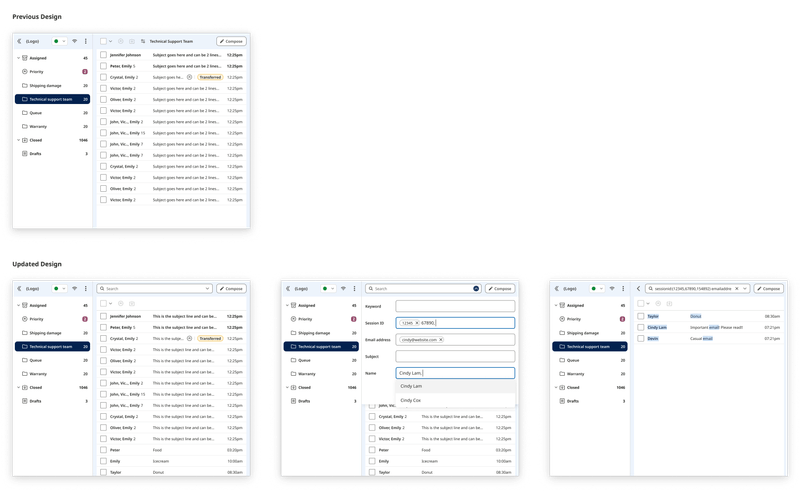 Previous Design
(Logo)
Technical Support Team
Compose
Assigned 45
Priority 2
Shipping damage 20
Technical support team 20
Queue 20
Warranty 20
Closed 1046
Drafts 3
Jennifer Johnson Subject goes here and can be 2 lines... 12:25pm
Peter, Emily 5 Subject goes here and can be 2 lines... 12:25pm
Crystal, Emily 2 Subject goes he... Transferred 12:25pm
Victor, Emily 2 Subject goes here and can be 2 lines... 12:25pm
Oliver, Emily 2 Subject goes here and can be 2 lines... 12:25pm
Victor, Emily 2 Subject goes here and can be 2 lines... 12:25pm
John, Vic..., Emily 2 Subject goes here and can be 2 lines... 12:25pm
John, Vic..., Emily 15 Subject goes here and can be 2 lines... 12:25pm
John, Vic..., Emily 7 Subject goes here and can be 2 lines... 12:25pm
John, Vic..., Emily 7 Subject goes here and can be 2 lines... 12:25pm
Crystal, Emily 2 Subject goes here and can be 2 lines... 12:25pm
Victor, Emily 2 Subject goes here and can be 2 lines... 12:25pm
Oliver, Emily 2 Subject goes here and can be 2 lines... 12:25pm
Victor, Emily 2 Subject goes here and can be 2 lines... 12:25pm
Updated Design
(Logo)
Search
Compose
Assigned 45
Priority 2
Shipping damage 20
Technical support team 20
Queue 20
Warranty 20
Closed 1046
Drafts 3
Jennifer Johnson This is the subject line and can be... 12:25pm
Peter, Emily 5 This is the subject line and can be... 12:25pm
Crystal, Emily 2 This is the subje... Transferred 12:25pm
Victor, Emily 2 This is the subject line and can be... 12:25pm
Oliver, Emily 2 This is the subject line and can be... 12:25pm
Victor, Emily 2 This is the subject line and can be... 12:25pm
John, Vic..., Emily 2 This is the subject line and can be... 12:25pm
John, Vic..., Emily 15 This is the subject line and can be... 12:25pm
John, Vic..., Emily 7 This is the subject line and can be... 12:25pm
Crystal, Emily 2 This is the subject line and can be... 12:25pm
Oliver, Emily 2 This is the subject line and can be... 12:25pm
Victor, Emily 2 This is the subject line and can be... 12:25pm
Peter Food 03:20pm
Emily Icecream 10:00am
Taylor Donut 08:30am
(Logo)
Search
Compose
Assigned 45
Priority 2
Shipping damage 20
Technical support team 20
Queue 20
Warranty 20
Closed 1046
Drafts 3
Keyword
Session ID 12345 67890
Email address cindy@website.com
Subject
Name Cindy Lam
Cindy Lam
Cindy Cox
John, Vic..., Emily 7 This is the subject line and can be... 12:25pm
Crystal, Emily 2 This is the subject line and can be... 12:25pm
Oliver, Emily 2 This is the subject line and can be... 12:25pm
Victor, Emily 2 This is the subject line and can be... 12:25pm
Peter Food 03:20pm
Emily Icecream 10:00am
Taylor Donut 08:30am
(Logo)
Compose
Assigned 45
Priority 2
Shipping damage 20
Technical support team 20
Queue 20
Warranty 20
Closed 1046
Drafts 3
Taylor Donut 08:30am
Cindy Lam Important email! Please read! 07:21pm
Devin Casual email 07:21pm